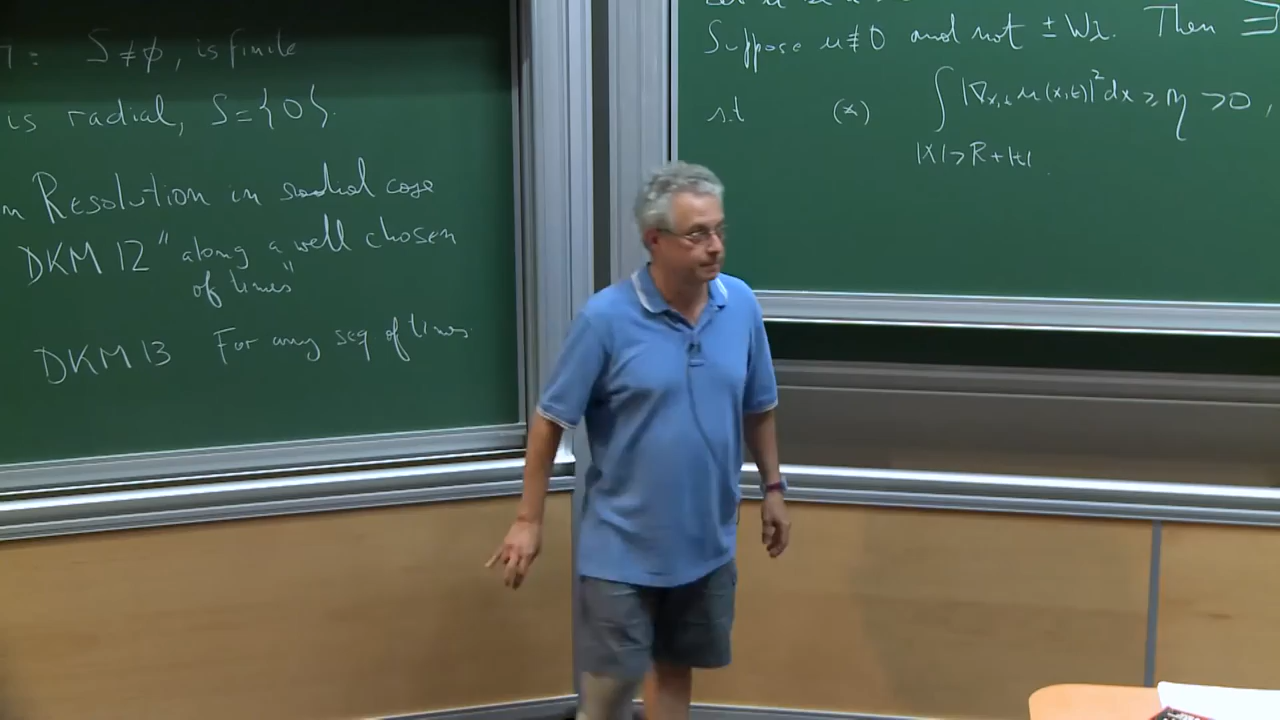 S ≠ ϕ, is finite
is radial, S = {0}.
Resolution in radial case
DKM 12 "along a well chosen
of times"
DKM 13 For any seq of times.
Suppose u ≢ 0 and not ± Wλ. Then ∃
s.t (*) ∫ |∇x,t u(x,t)|² dx ≥ η > 0,
|x| > R + |t|